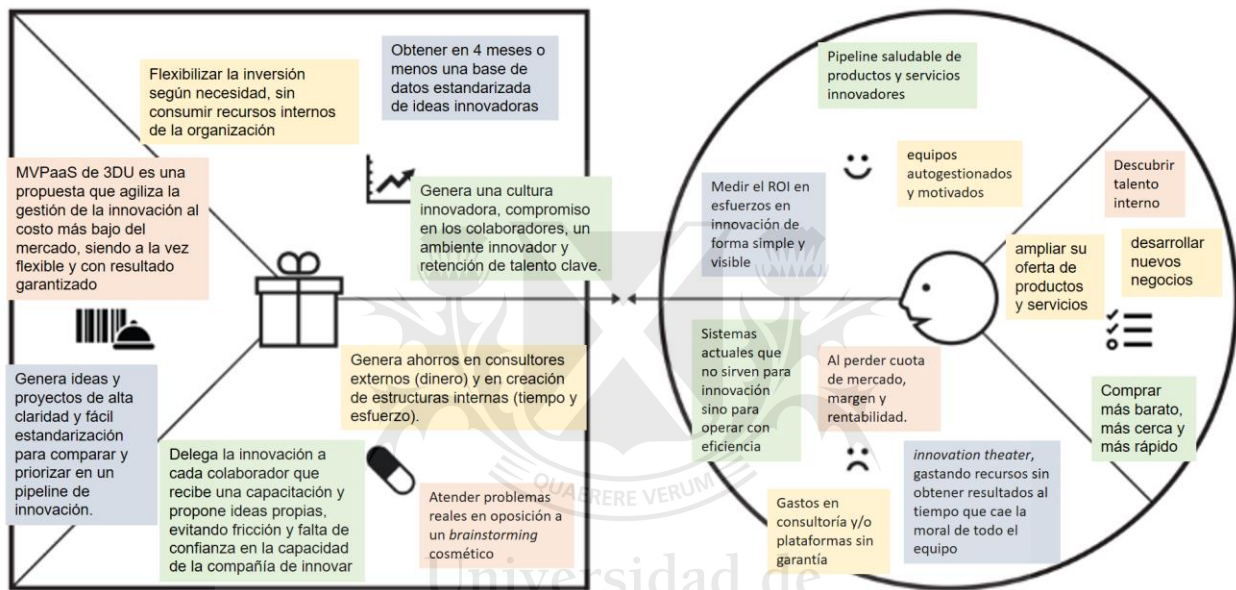 Obtener en 4 meses o
menos una base de
datos estandarizada
de ideas innovadoras
Flexibilizar la inversión
según necesidad, sin
consumir recursos internos
de la organización
MVPaaS de 3DU es una
propuesta que agiliza la
gestión de la innovación al
costo más bajo del
mercado, siendo a la vez
flexible y con resultado
garantizado
Genera una cultura
innovadora, compromiso
en los colaboradores, un
ambiente innovador y
retención de talento clave.
Genera ideas y
proyectos de alta
claridad y fácil
estandarización
para comparar y
priorizar en un
pipeline de
innovación.
Genera ahorros en consultores
externos (dinero) y en creación
de estructuras internas (tiempo y
esfuerzo).
Delega la innovación a
cada colaborador que
recibe una capacitación y
propone ideas propias,
evitando fricción y falta de
confianza en la capacidad
de la compañía de innovar
Atender problemas
reales en oposición a
un brainstorming
cosmético
Pipeline saludable de
productos y servicios
innovadores
equipos
autogestionados
y motivados
Medir el ROI en
esfuerzos en
innovación de
forma simple y
visible
Descubrir
talento
interno
ampliar su
oferta de
productos
y servicios
desarrollar
nuevos
negocios
Comprar
más barato,
más cerca y
más rápido
Sistemas
actuales que
no sirven para
innovación
sino para
operar con
eficiencia
Al perder cuota
de mercado,
margen y
rentabilidad.
innovation theater,
gastando recursos sin
obtener resultados al
tiempo que cae la
moral de todo el
equipo
Gastos en
consultoría y/o
plataformas sin
garantía
QUAERERE VERUM
Universidad de